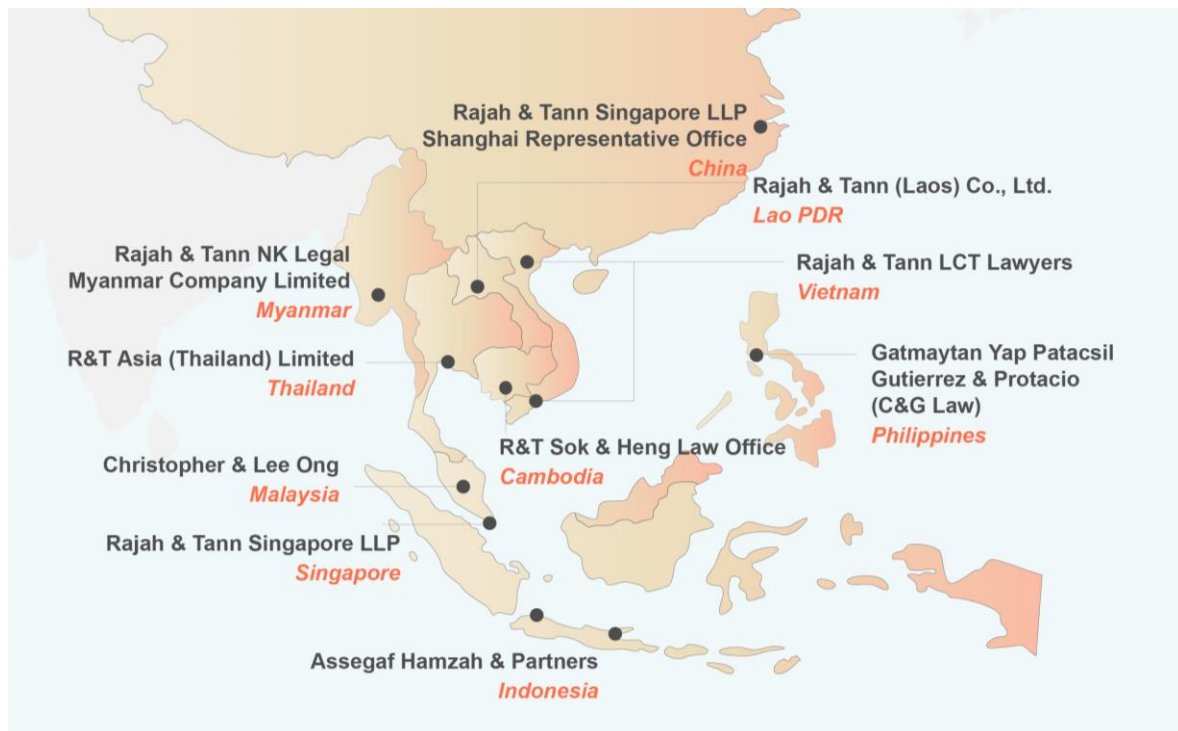 Rajah & Tann Singapore LLP
Shanghai Representative Office
China
Rajah & Tann (Laos) Co., Ltd.
Lao PDR
Rajah & Tann NK Legal
Myanmar Company Limited
Myanmar
Rajah & Tann LCT Lawyers
Vietnam
R&T Asia (Thailand) Limited
Thailand
Gatmaytan Yap Patacsil
Gutierrez & Protacio
(C&G Law)
Philippines
R&T Sok & Heng Law Office
Cambodia
Christopher & Lee Ong
Malaysia
Rajah & Tann Singapore LLP
Singapore
Assegaf Hamzah & Partners
Indonesia